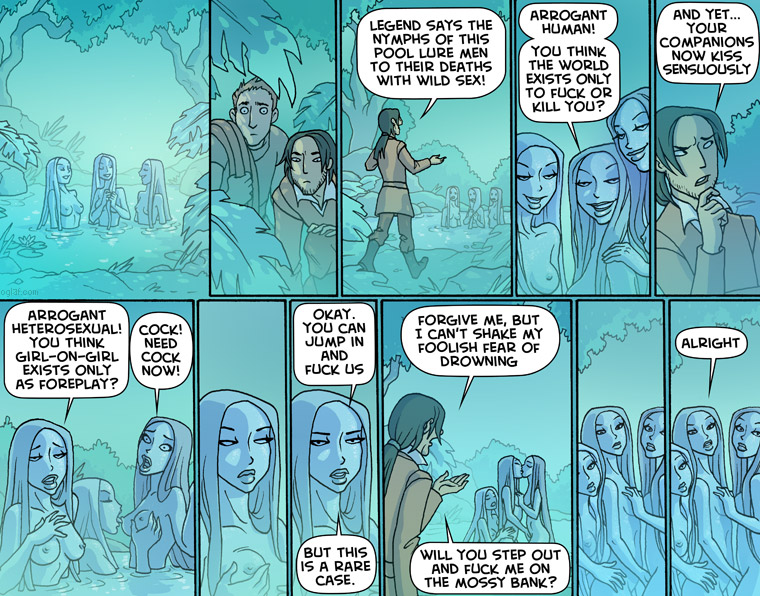 LEGEND SAYS THE
NYMPHS OF THIS
POOL LURE MEN
TO THEIR DEATHS
WITH WILD SEX!
ARROGANT
HUMAN!
YOU THINK
THE WORLD
EXISTS ONLY
TO FUCK OR
KILL YOU?
AND YET...
YOUR
COMPANIONS
NOW KISS
SENSUOUSLY
oglaf.com
ARROGANT
HETEROSEXUAL!
YOU THINK
GIRL-ON-GIRL
EXISTS ONLY
AS FOREPLAY?
COCK!
NEED
COCK
NOW!
OKAY.
YOU CAN
JUMP IN
AND
FUCK US
BUT THIS
IS A RARE
CASE.
FORGIVE ME, BUT
I CAN'T SHAKE MY
FOOLISH FEAR OF
DROWNING
WILL YOU STEP OUT
AND FUCK ME ON
THE MOSSY BANK?
ALRIGHT